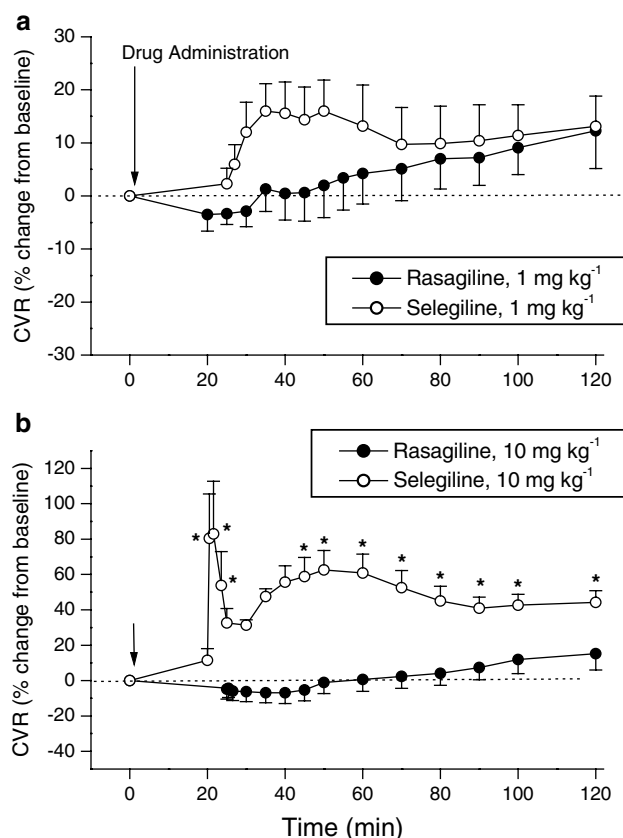 a
Drug Administration
CVR (% change from baseline)
30
20
10
0
-10
-20
-30
Rasagiline, 1 mg kg⁻¹
Selegiline, 1 mg kg⁻¹
0 20 40 60 80 100 120
b
CVR (% change from baseline)
120
100
80
60
40
20
0
-20
-40
Rasagiline, 10 mg kg⁻¹
Selegiline, 10 mg kg⁻¹
* * * * * * * * * * *
0 20 40 60 80 100 120
Time (min)